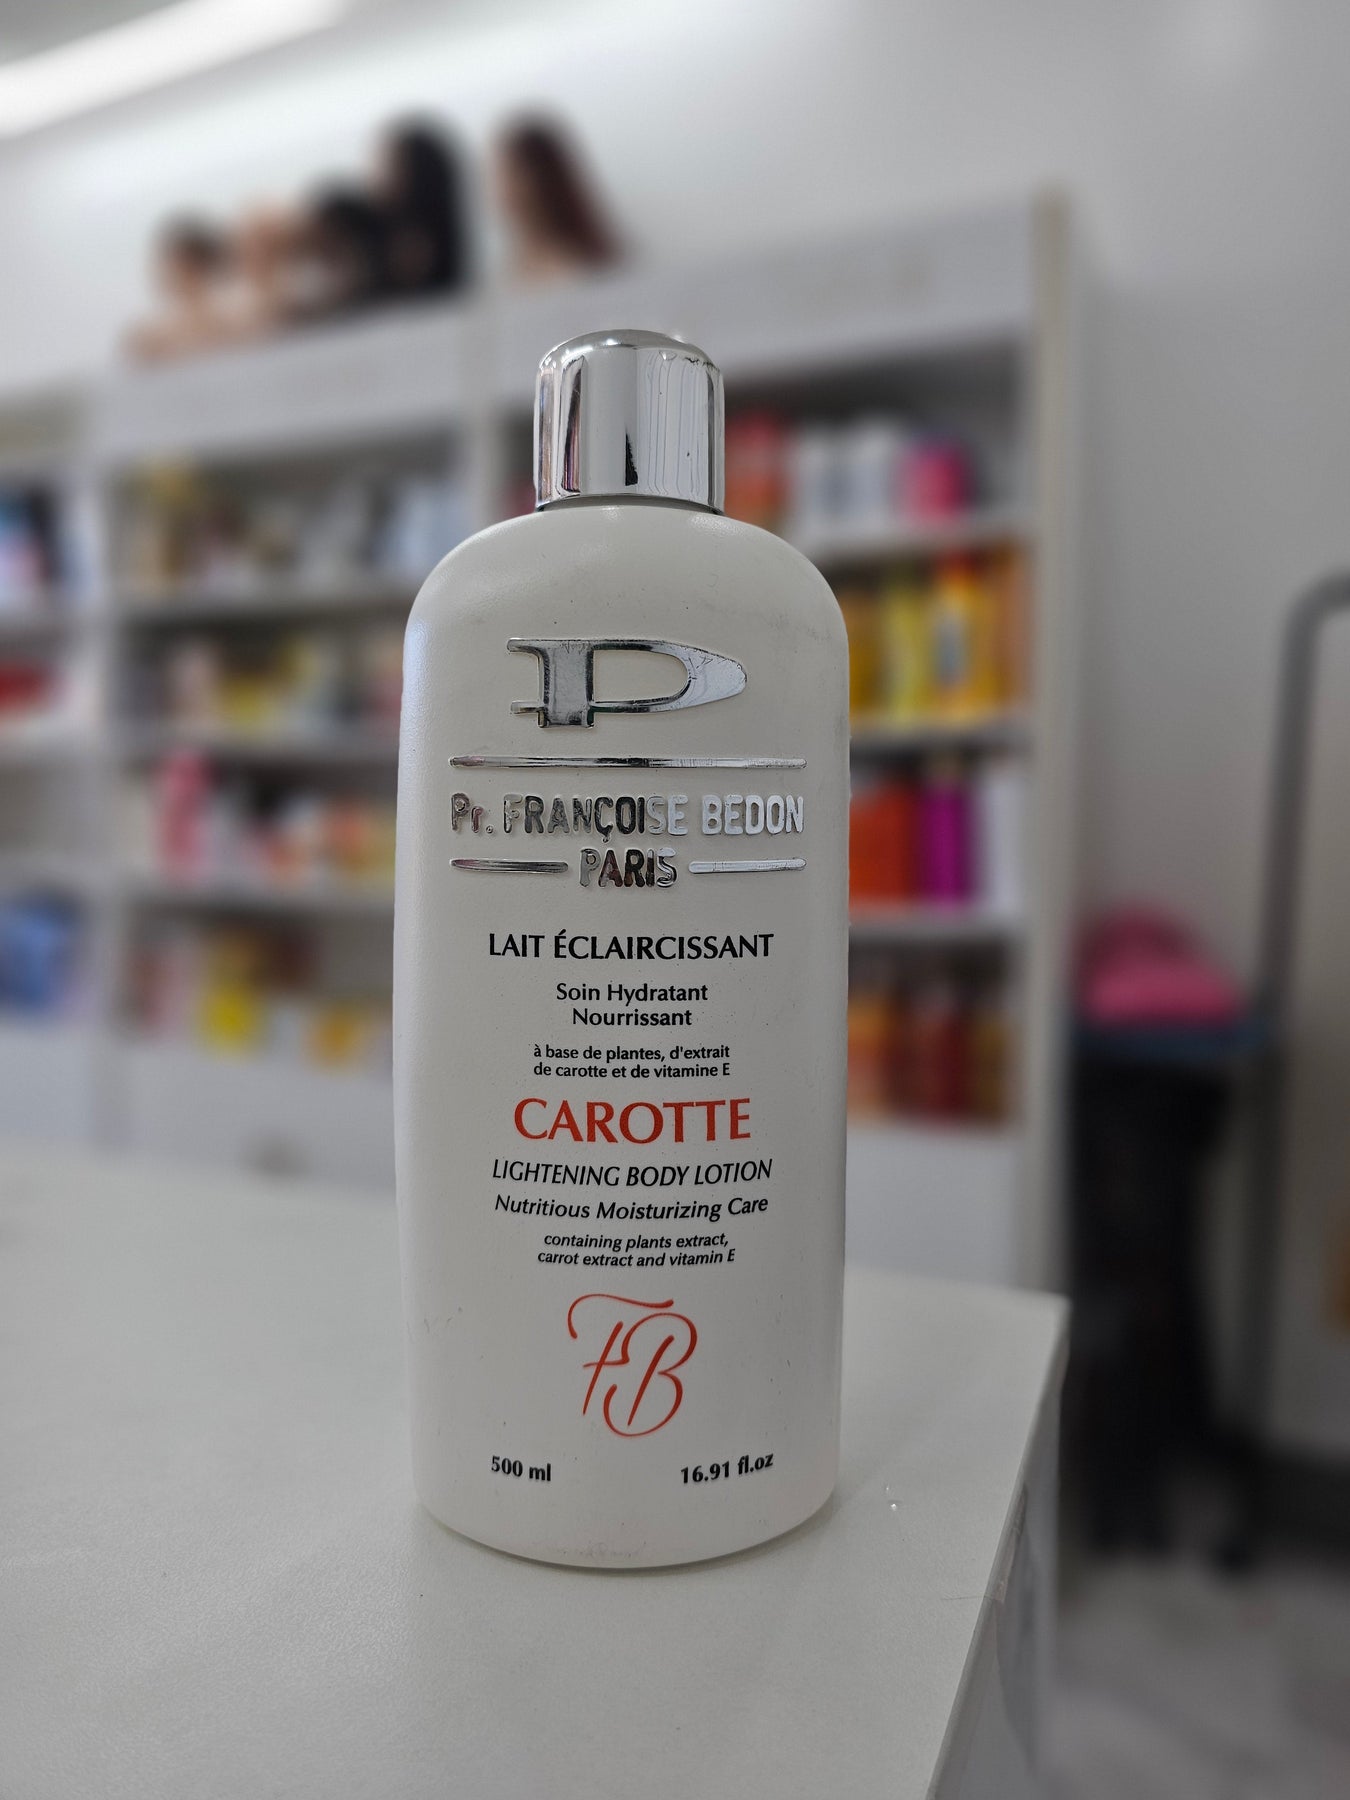 P
Pr. FRANÇOISE BEDON
PARIS
LAIT ÉCLAIRCISSANT
Soin Hydratant
Nourrissant
à base de plantes, d'extrait
de carotte et de vitamine E
CAROTTE
LIGHTENING BODY LOTION
Nutritious Moisturizing Care
containing plants extract,
carrot extract and vitamin E
FB
500 ml 16.91 fl.oz